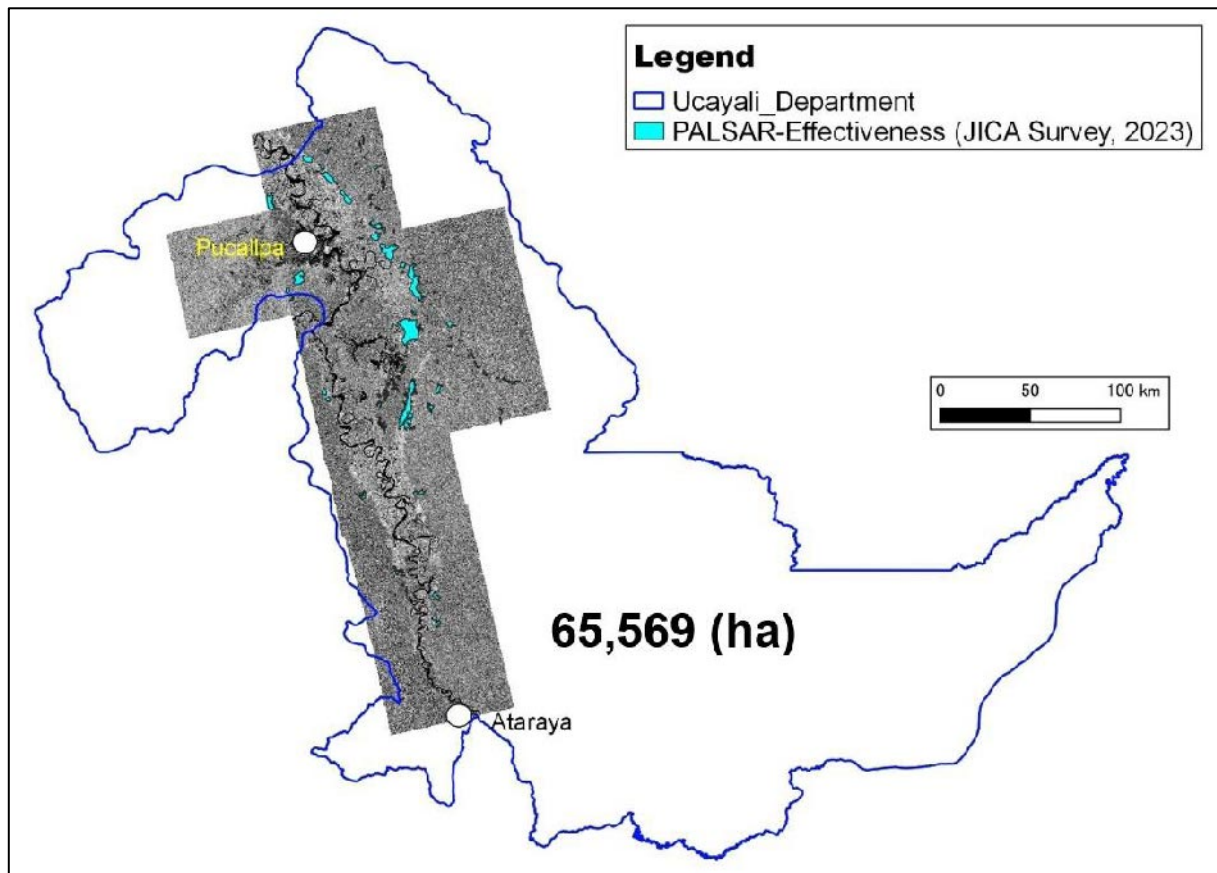 Legend
Ucayali_Department
PALSAR-Effectiveness (JICA Survey, 2023)
Pucallpa
0 50 100 km
65,569 (ha)
Ataraya